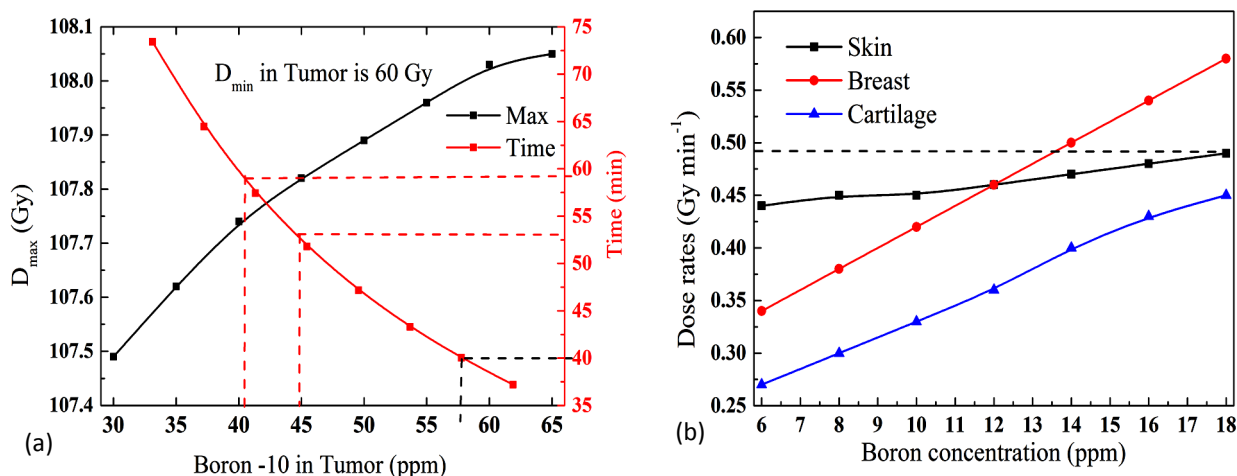 108.1
108.0
107.9
107.8
107.7
107.6
107.5
107.4
D_max (Gy)
D_min in Tumor is 60 Gy
Max
Time
75
70
65
60
55
50
45
40
35
Time (min)
30 35 40 45 50 55 60 65
Boron -10 in Tumor (ppm)
(a)
0.60
0.55
0.50
0.45
0.40
0.35
0.30
0.25
Dose rates (Gy min⁻¹)
Skin
Breast
Cartilage
6 7 8 9 10 11 12 13 14 15 16 17 18
Boron concentration (ppm)
(b)